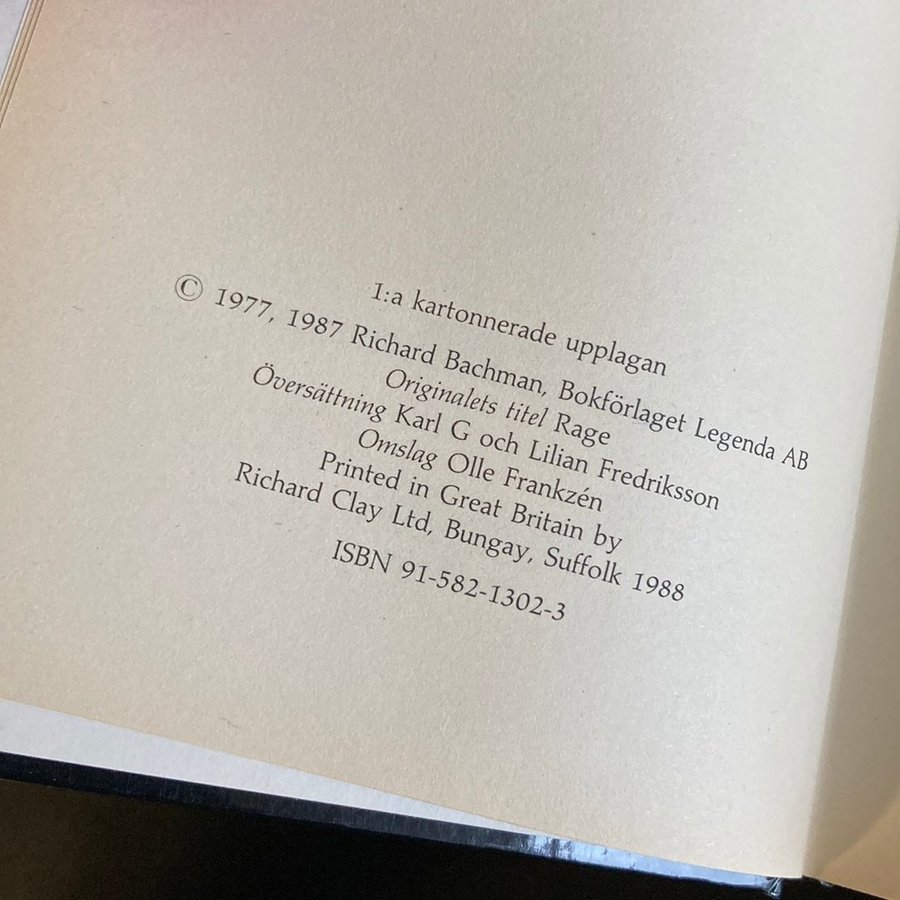 1:a kartonnerade upplagan
© 1977, 1987 Richard Bachman, Bokförlaget Legenda AB
Originalets titel Rage
Översättning Karl G och Lilian Fredriksson
Omslag Olle Frankzén
Printed in Great Britain by
Richard Clay Ltd, Bungay, Suffolk 1988
ISBN 91-582-1302-3